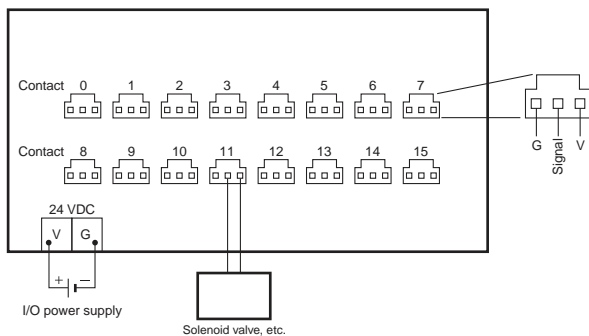 Contact 0 1 2 3 4 5 6 7
G Signal V
Contact 8 9 10 11 12 13 14 15
24 VDC
V G
+ −
I/O power supply
Solenoid valve, etc.